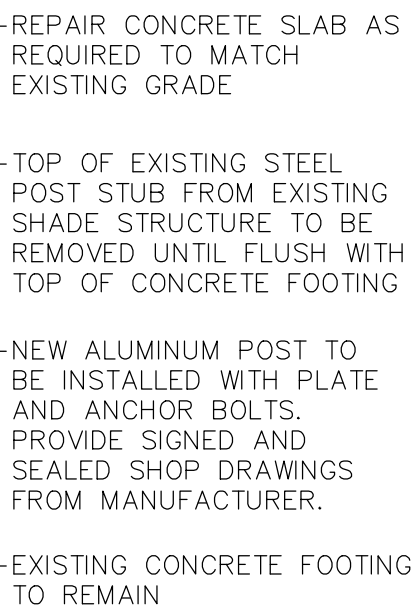 REPAIR CONCRETE SLAB AS
REQUIRED TO MATCH
EXISTING GRADE
TOP OF EXISTING STEEL
POST STUB FROM EXISTING
SHADE STRUCTURE TO BE
REMOVED UNTIL FLUSH WITH
TOP OF CONCRETE FOOTING
NEW ALUMINUM POST TO
BE INSTALLED WITH PLATE
AND ANCHOR BOLTS.
PROVIDE SIGNED AND
SEALED SHOP DRAWINGS
FROM MANUFACTURER.
EXISTING CONCRETE FOOTING
TO REMAIN